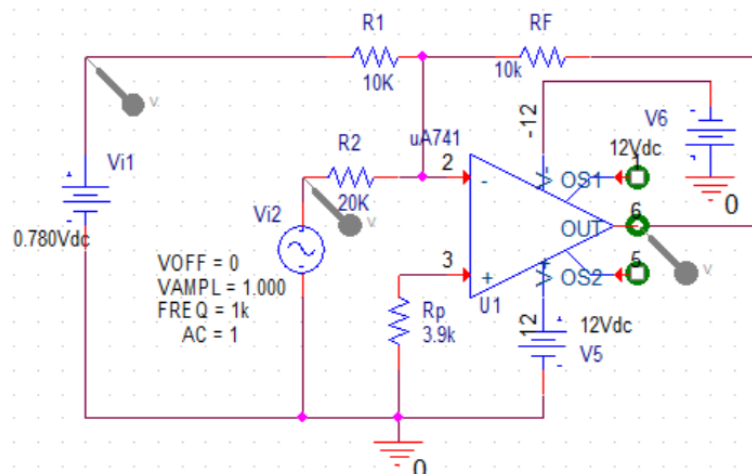 R1
10K
RF
10k
V
Vi1
0.780Vdc
R2
20K
V
Vi2
VOFF = 0
VAMPL = 1.000
FREQ = 1k
AC = 1
uA741
2
-
3
+
U1
V-
V+
OS1
OUT
OS2
1
6
5
V
-12
12
V6
12Vdc
0
12Vdc
V5
Rp
3.9k
0